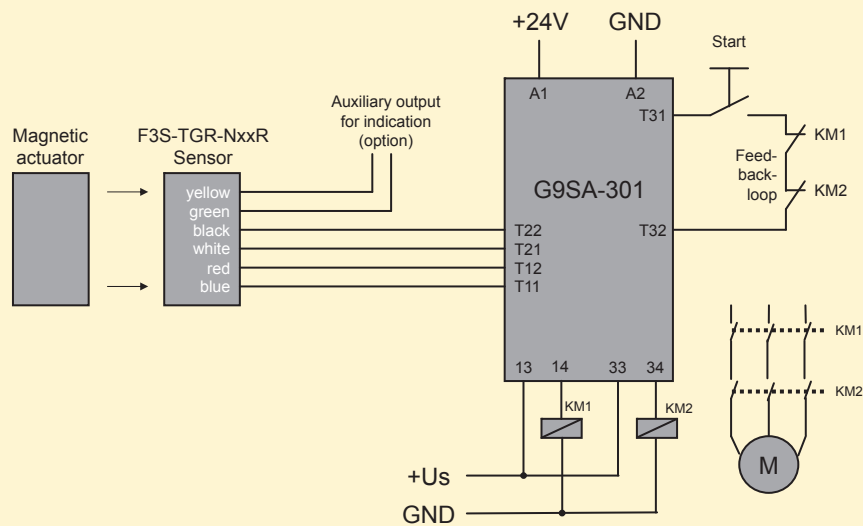 +24V
GND
Start
A1
A2
T31
Auxiliary output
for indication
(option)
Magnetic
actuator
F3S-TGR-NxxR
Sensor
KM1
Feed-
back-
loop
KM2
yellow
green
black
white
red
blue
G9SA-301
T22
T21
T12
T11
T32
13
14
33
34
KM1
KM2
KM1
KM2
M
+Us
GND